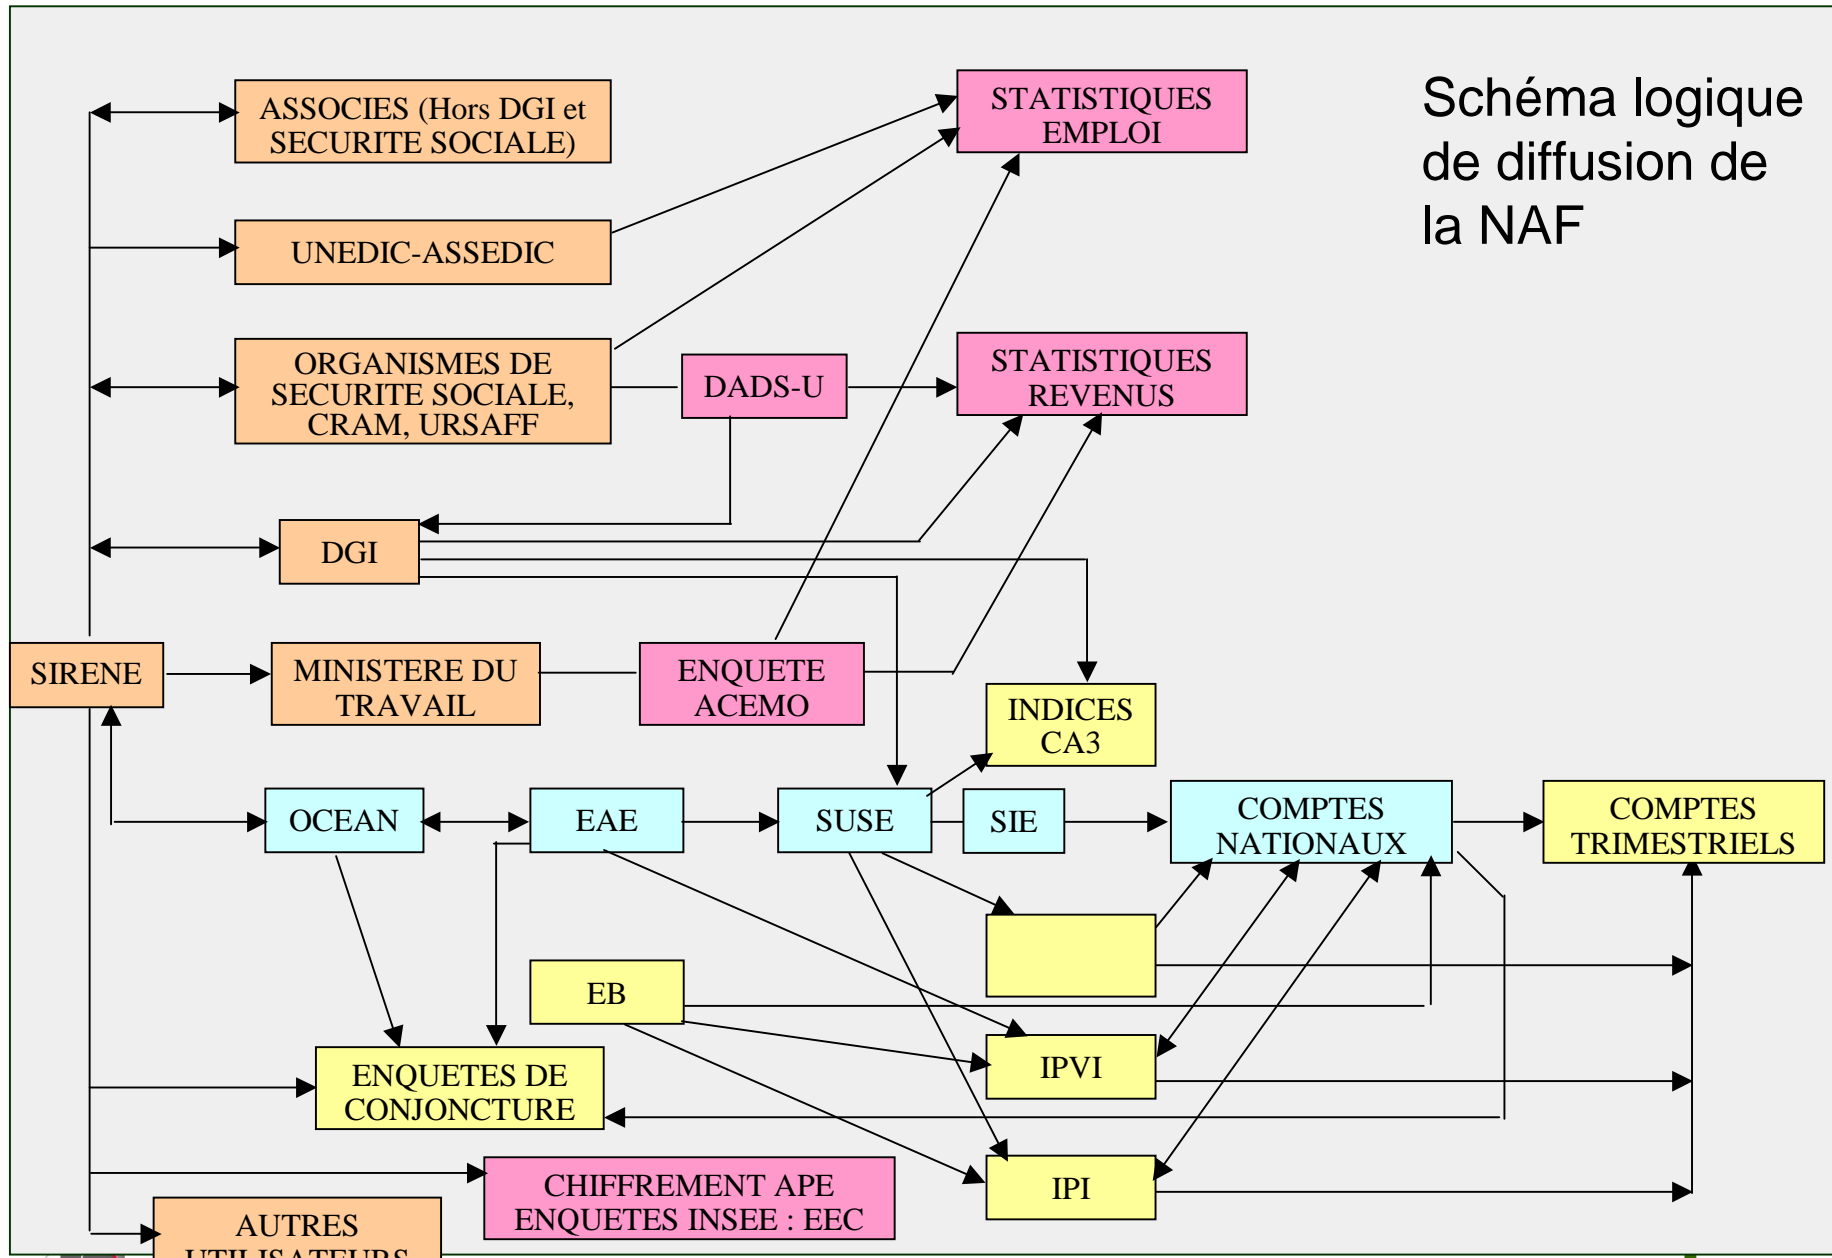 Schéma logique
de diffusion de
la NAF
ASSOCIES (Hors DGI et
SECURITE SOCIALE)
STATISTIQUES
EMPLOI
UNEDIC-ASSEDIC
ORGANISMES DE
SECURITE SOCIALE,
CRAM, URSAFF
DADS-U
STATISTIQUES
REVENUS
DGI
SIRENE
MINISTERE DU
TRAVAIL
ENQUETE
ACEMO
INDICES
CA3
OCEAN
EAE
SUSE
SIE
COMPTES
NATIONAUX
COMPTES
TRIMESTRIELS
EB
IPVI
ENQUETES DE
CONJONCTURE
IPI
CHIFFREMENT APE
ENQUETES INSEE : EEC
AUTRES
UTILISATEURS